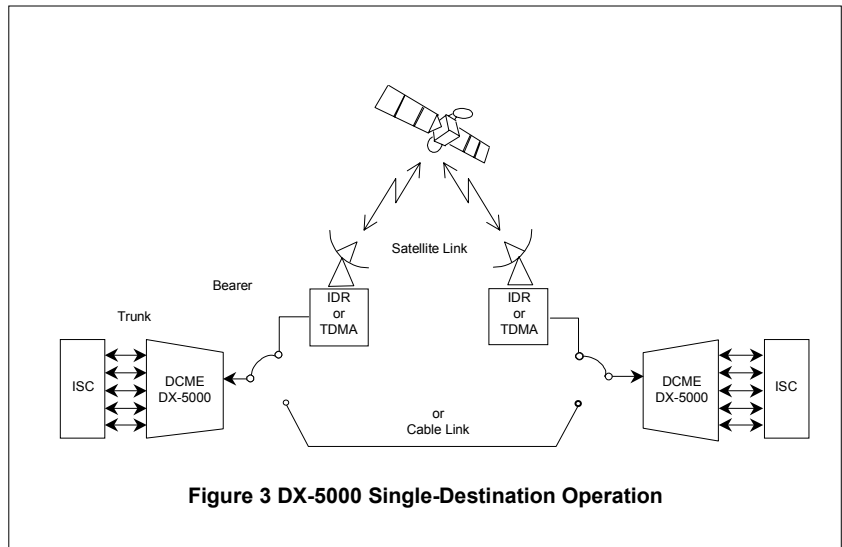 Satellite Link
Bearer
IDR
or
TDMA
IDR
or
TDMA
Trunk
ISC
DCME
DX-5000
DCME
DX-5000
ISC
or
Cable Link
Figure 3 DX-5000 Single-Destination Operation